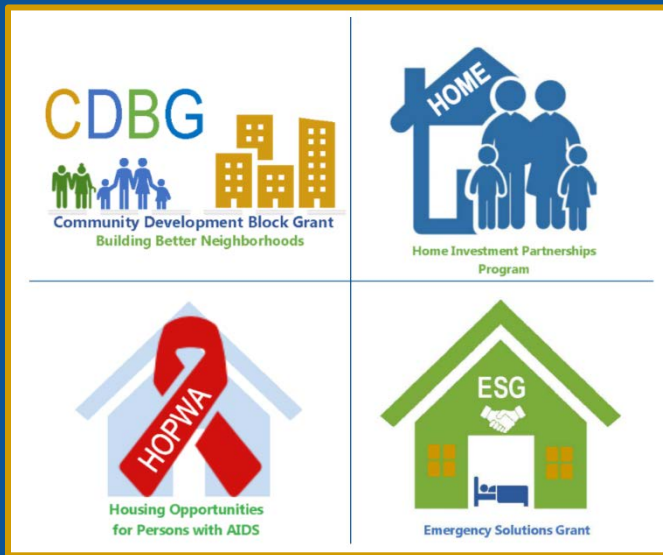 CDBG
Community Development Block Grant
Building Better Neighborhoods
HOME
Home Investment Partnerships
Program
HOPWA
Housing Opportunities
for Persons with AIDS
ESG
Emergency Solutions Grant